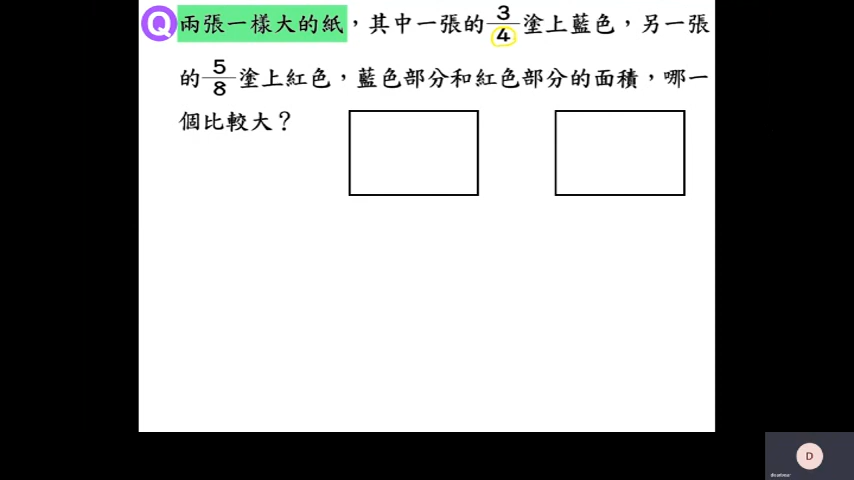 Q 兩張一樣大的紙，其中一張的 3/4 塗上藍色，另一張
的 5/8 塗上紅色，藍色部分和紅色部分的面積，哪一
個比較大？
D